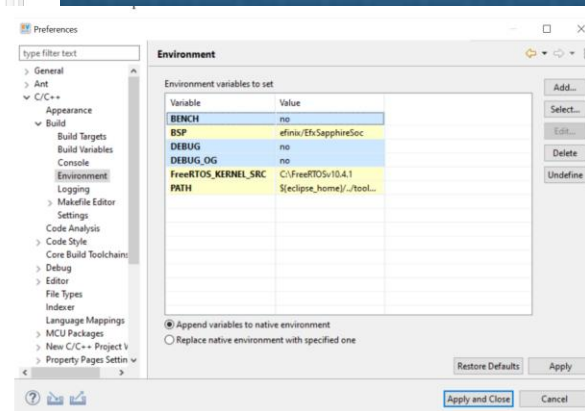 Preferences
type filter text
General
Ant
C/C++
Appearance
Build
Build Targets
Build Variables
Console
Environment
Logging
Makefile Editor
Settings
Code Analysis
Code Style
Core Build Toolchains
Debug
Editor
File Types
Indexer
Language Mappings
MCU Packages
New C/C++ Project
Property Pages Settin
Environment
Environment variables to set
Variable Value
BENCH no
BSP efinix/EfxSapphireSoc
DEBUG no
DEBUG_OG no
FreeRTOS_KERNEL_SRC C:\FreeRTOSv10.4.1
PATH ${eclipse_home}/../tool...
Append variables to native environment
Replace native environment with specified one
Add...
Select...
Edit...
Delete
Undefine
Restore Defaults Apply
Apply and Close Cancel